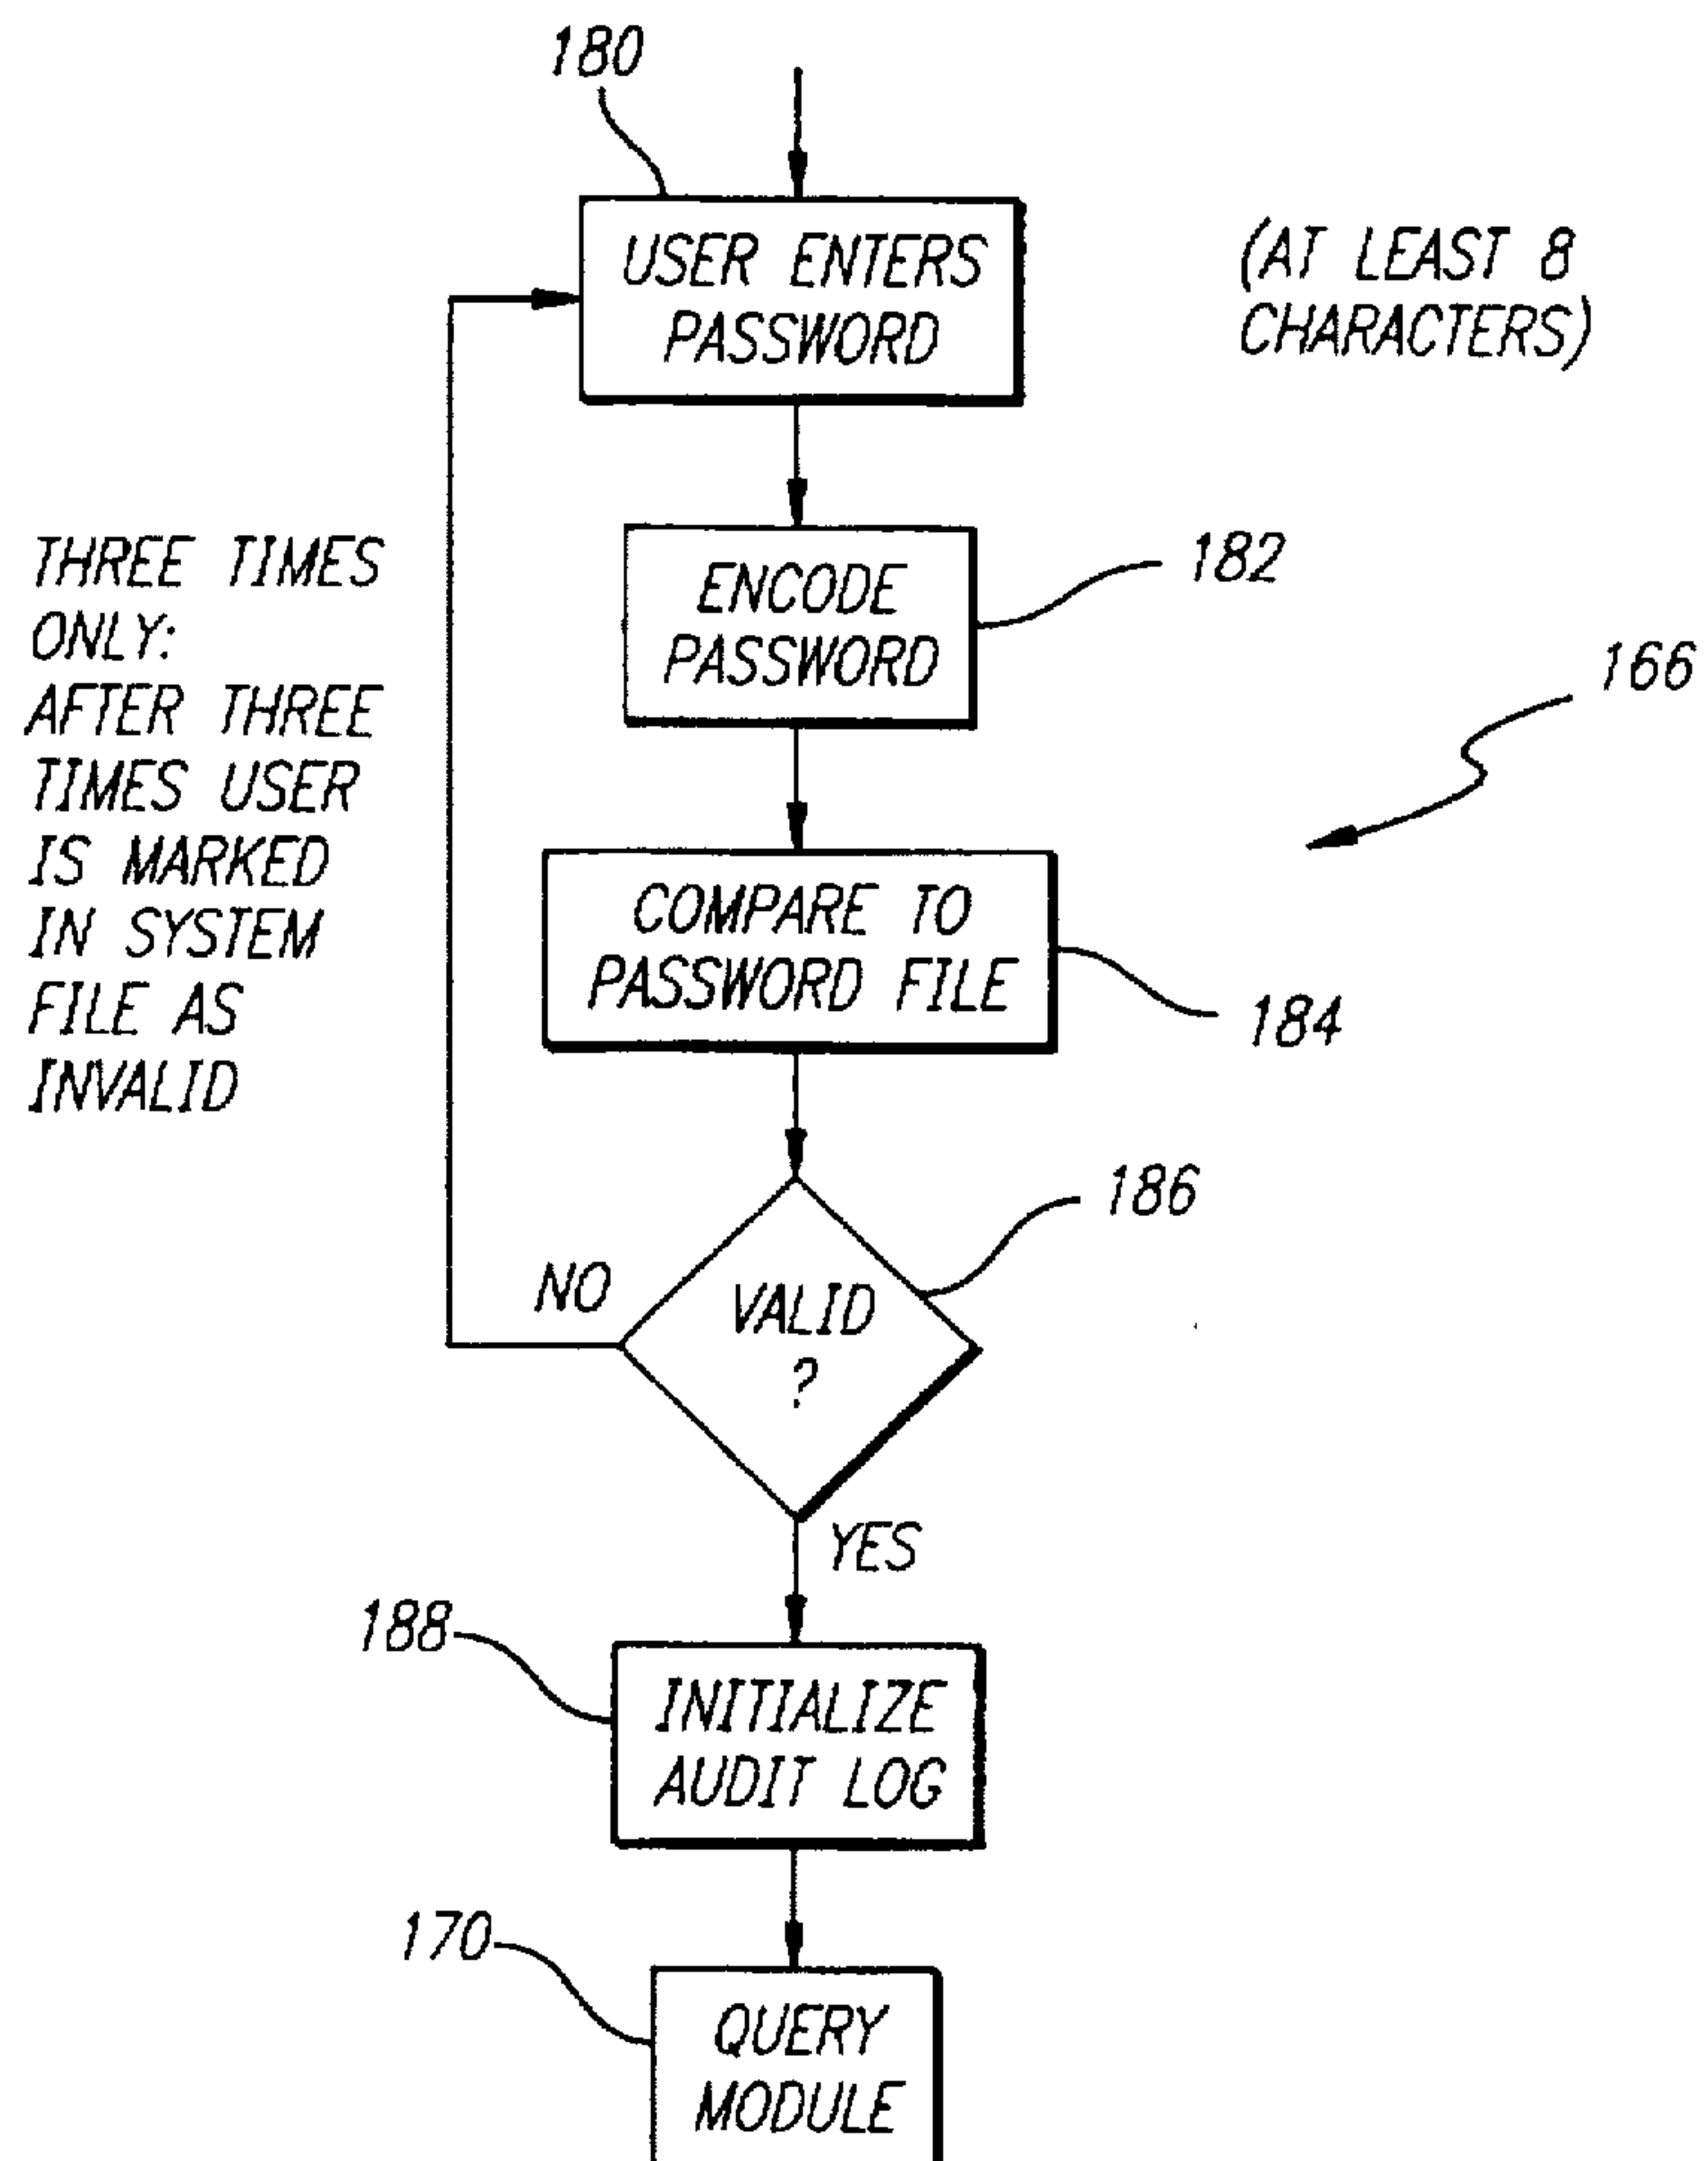 180
USER ENTERS
PASSWORD
(AT LEAST 8
CHARACTERS)
THREE TIMES
ONLY:
AFTER THREE
TIMES USER
IS MARKED
IN SYSTEM
FILE AS
INVALID
ENCODE
PASSWORD
182
166
COMPARE TO
PASSWORD FILE
184
186
NO
VALID
?
YES
188
INITIALIZE
AUDIT LOG
170
QUERY
MODULE